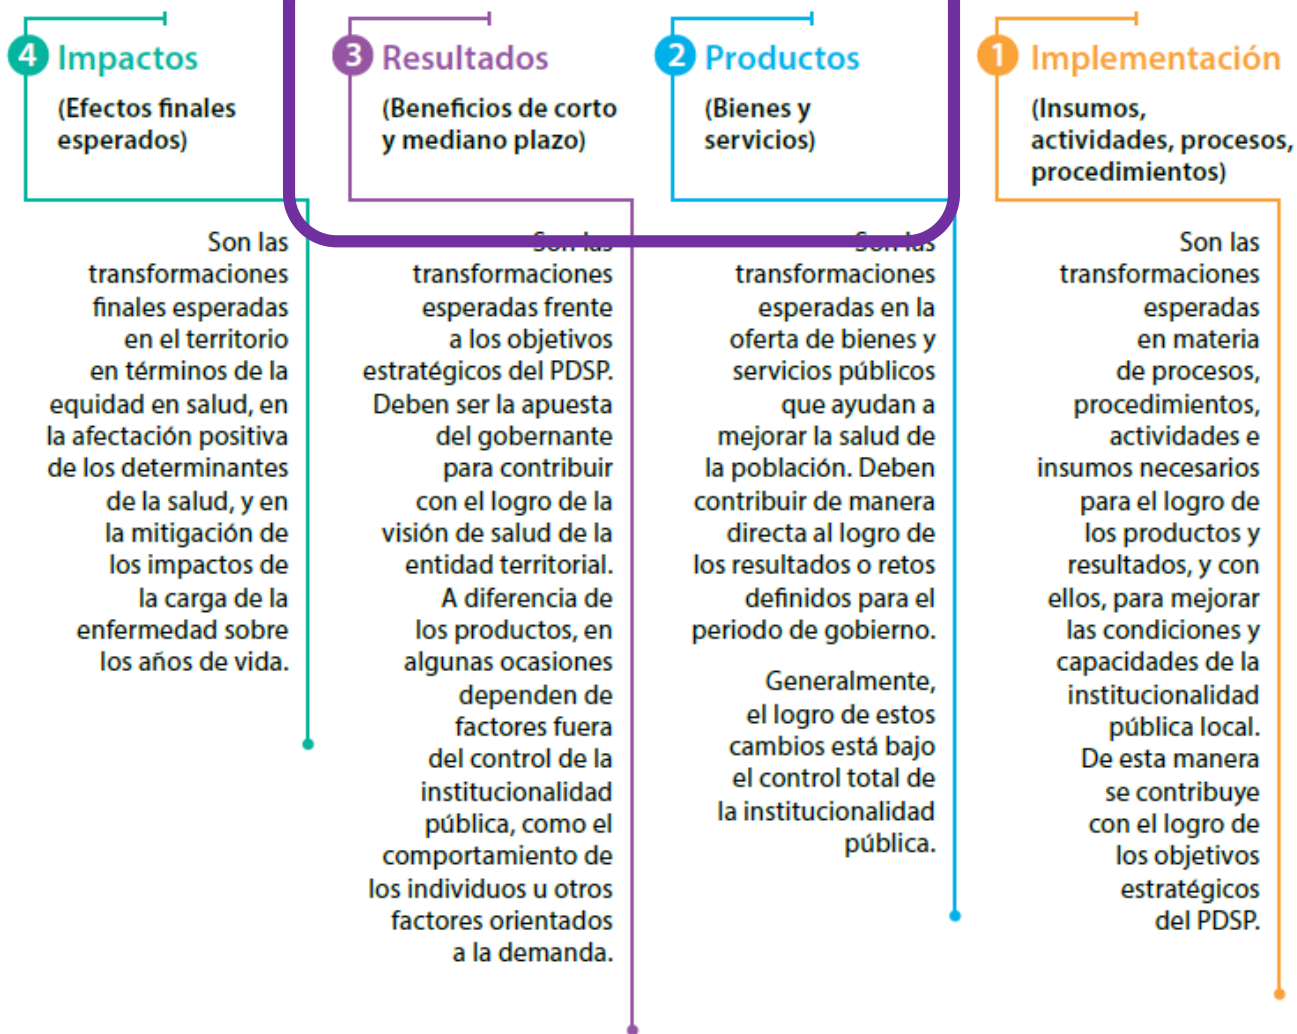 4 Impactos
(Efectos finales
esperados)
Son las
transformaciones
finales esperadas
en el territorio
en términos de la
equidad en salud, en
la afectación positiva
de los determinantes
de la salud, y en
la mitigación de
los impactos de
la carga de la
enfermedad sobre
los años de vida.
3 Resultados
(Beneficios de corto
y mediano plazo)
Son las
transformaciones
esperadas frente
a los objetivos
estratégicos del PDSP.
Deben ser la apuesta
del gobernante
para contribuir
con el logro de la
visión de salud de la
entidad territorial.
A diferencia de
los productos, en
algunas ocasiones
dependen de
factores fuera
del control de la
institucionalidad
pública, como el
comportamiento de
los individuos u otros
factores orientados
a la demanda.
2 Productos
(Bienes y
servicios)
Son las
transformaciones
esperadas en la
oferta de bienes y
servicios públicos
que ayudan a
mejorar la salud de
la población. Deben
contribuir de manera
directa al logro de
los resultados o retos
definidos para el
periodo de gobierno.
Generalmente,
el logro de estos
cambios está bajo
el control total de
la institucionalidad
pública.
1 Implementación
(Insumos,
actividades, procesos,
procedimientos)
Son las
transformaciones
esperadas
en materia
de procesos,
procedimientos,
actividades e
insumos necesarios
para el logro de
los productos y
resultados, y con
ellos, para mejorar
las condiciones y
capacidades de la
institucionalidad
pública local.
De esta manera
se contribuye
con el logro de
los objetivos
estratégicos
del PDSP.